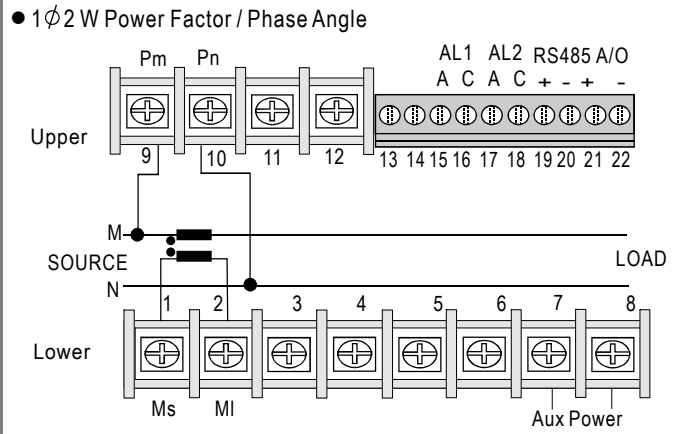 ● 1∅2 W Power Factor / Phase Angle
Pm Pn
AL1 AL2 RS485 A/O
A C A C + - + -
Upper
9 10 11 12 13 14 15 16 17 18 19 20 21 22
M
SOURCE
LOAD
N
1 2 3 4 5 6 7 8
Lower
Ms Ml
Aux Power